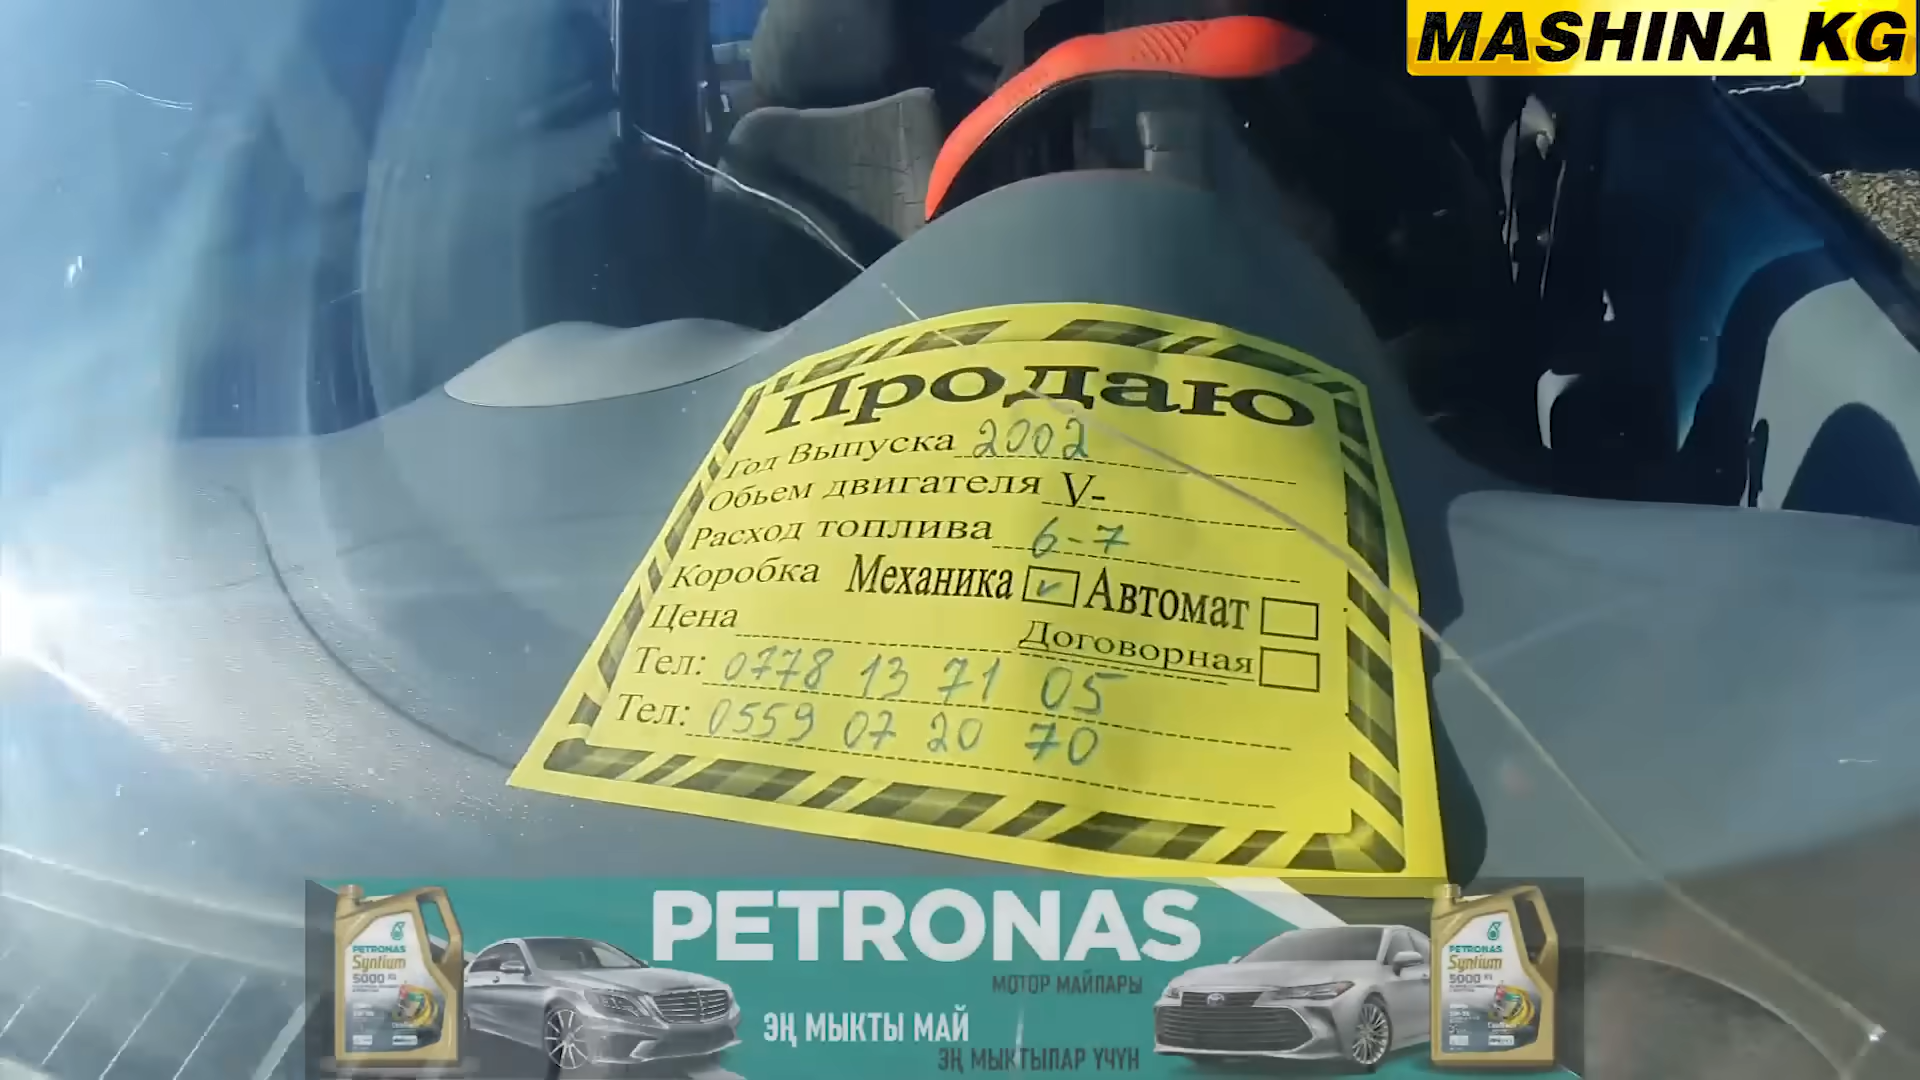 MASHINA KG
Продаю
Год Выпуска 2002
Обьем двигателя V-
Расход топлива 6-7
Коробка Механика Автомат
Цена
Договорная
Тел: 0778 13 71 05
Тел: 0559 07 20 70
PETRONAS
МОТОР МАЙЛАРЫ
ЭҢ МЫКТЫ МАЙ
ЭҢ МЫКТЫЛАР ҮЧҮН
PETRONAS
Syntium
5000
PETRONAS
Syntium
5000